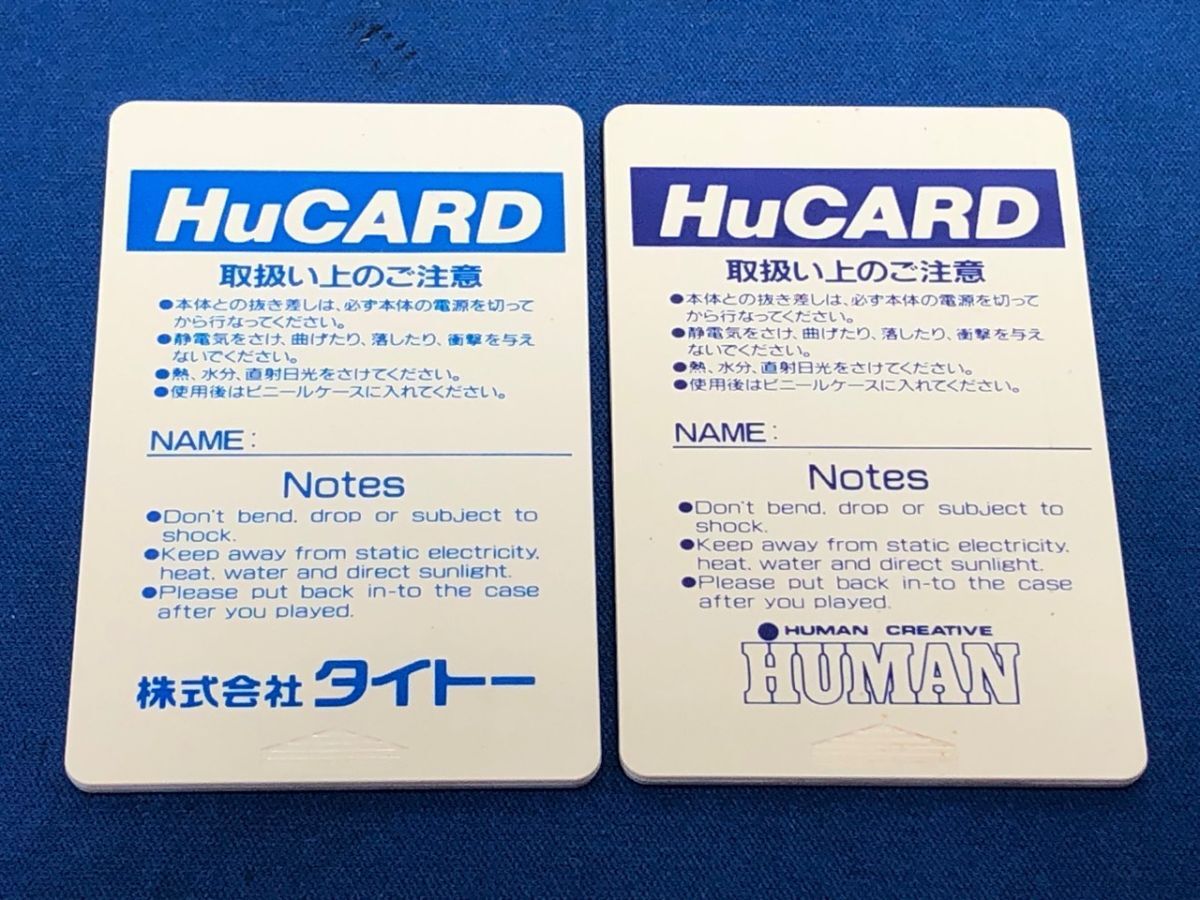 HuCARD
取扱い上のご注意
●本体との抜き差しは、必ず本体の電源を切って
から行なってください。
●静電気をさけ、曲げたり、落したり、衝撃を与え
ないでください。
●熱、水分、直射日光をさけてください。
●使用後はビニールケースに入れてください。
NAME:
Notes
●Don't bend, drop or subject to
shock.
●Keep away from static electricity,
heat, water and direct sunlight.
●Please put back in-to the case
after you played.
株式会社 タイトー
HuCARD
取扱い上のご注意
●本体との抜き差しは、必ず本体の電源を切って
から行なってください。
●静電気をさけ、曲げたり、落したり、衝撃を与え
ないでください。
●熱、水分、直射日光をさけてください。
●使用後はビニールケースに入れてください。
NAME:
Notes
●Don't bend, drop or subject to
shock.
●Keep away from static electricity,
heat, water and direct sunlight.
●Please put back in-to the case
after you played.
HUMAN CREATIVE
HUMAN